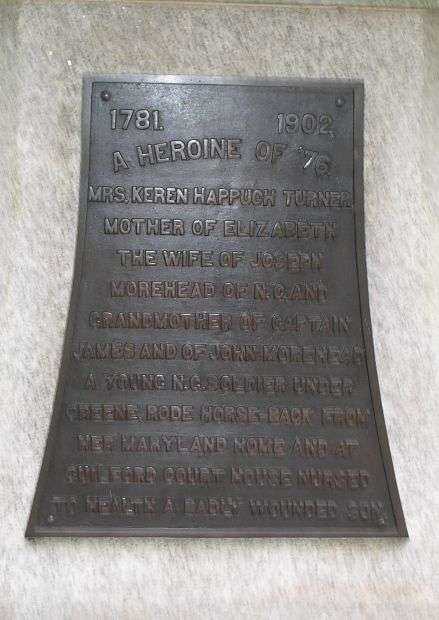 1781. 1902.
A HEROINE OF '76.
MRS. KEREN HAPPUCH TURNER
MOTHER OF ELIZABETH
THE WIFE OF JOSEPH
MOREHEAD OF N.C. AND
GRANDMOTHER OF CAPTAIN
JAMES AND OF JOHN MOREHEAD
A YOUNG N.C. SOLDIER UNDER
GREENE, RODE HORSE-BACK FROM
HER MARYLAND HOME AND AT
GUILFORD COURT HOUSE NURSED
TO HEALTH A BADLY WOUNDED SON.